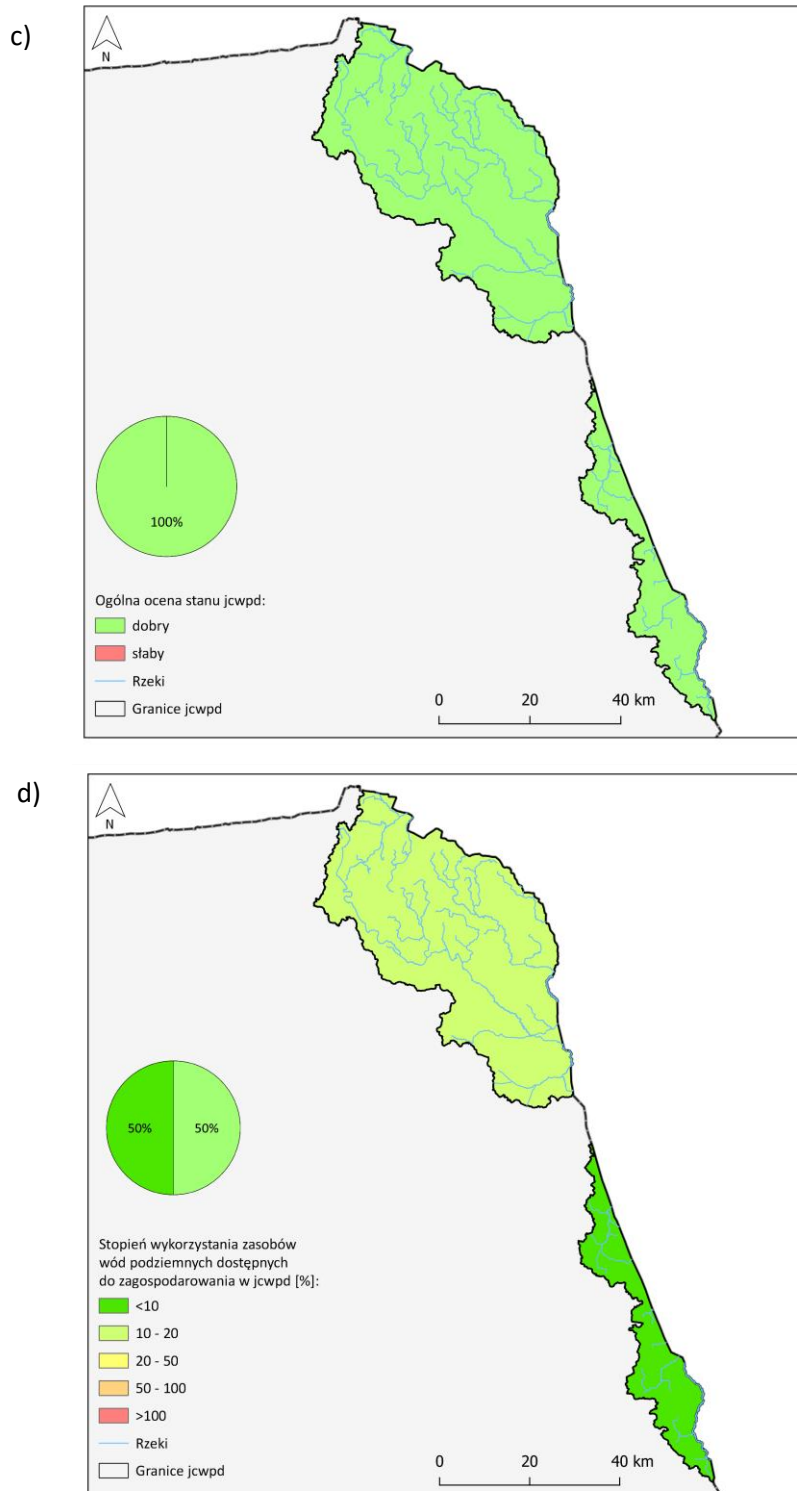 c)
N
100%
Ogólna ocena stanu jcwpd:
dobry
słaby
Rzeki
Granice jcwpd
0 20 40 km
d)
N
50% 50%
Stopień wykorzystania zasobów
wód podziemnych dostępnych
do zagospodarowania w jcwpd [%]:
<10
10 - 20
20 - 50
50 - 100
>100
Rzeki
Granice jcwpd
0 20 40 km